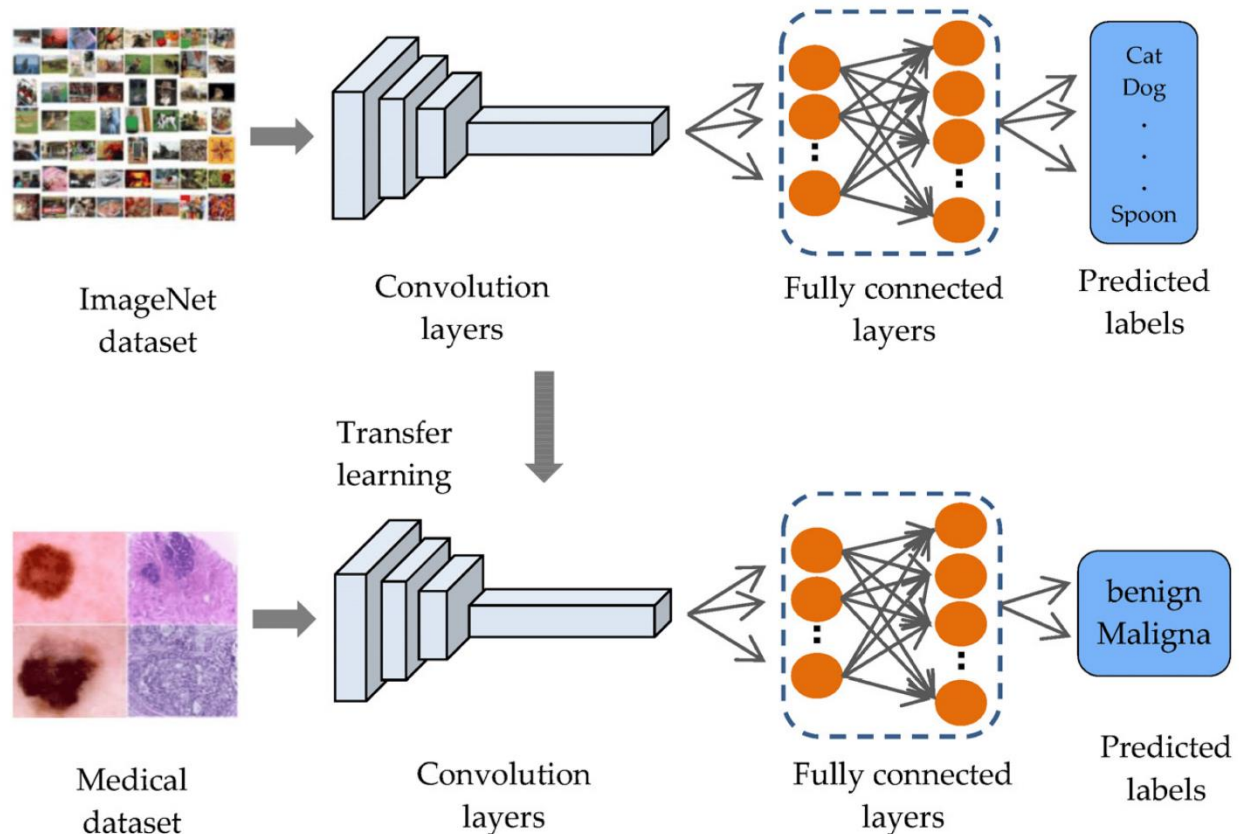 Cat
Dog
.
.
.
Spoon
ImageNet
dataset
Convolution
layers
Fully connected
layers
Predicted
labels
Transfer
learning
benign
Maligna
Medical
dataset
Convolution
layers
Fully connected
layers
Predicted
labels